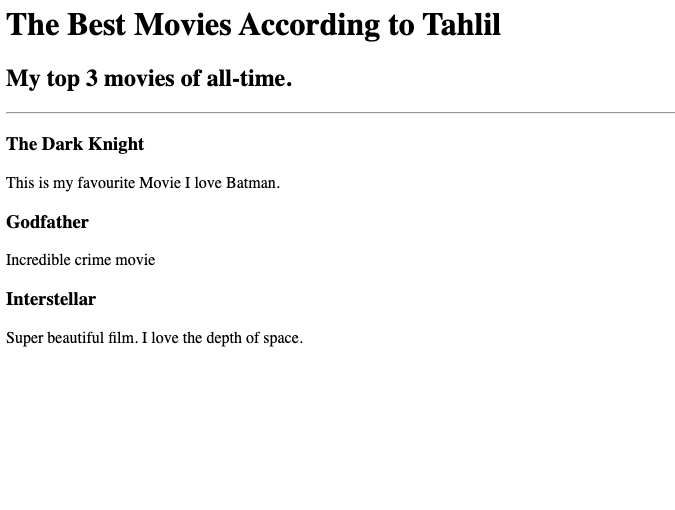 The Best Movies According to Tahlil
My top 3 movies of all-time.
The Dark Knight
This is my favourite Movie I love Batman.
Godfather
Incredible crime movie
Interstellar
Super beautiful film. I love the depth of space.